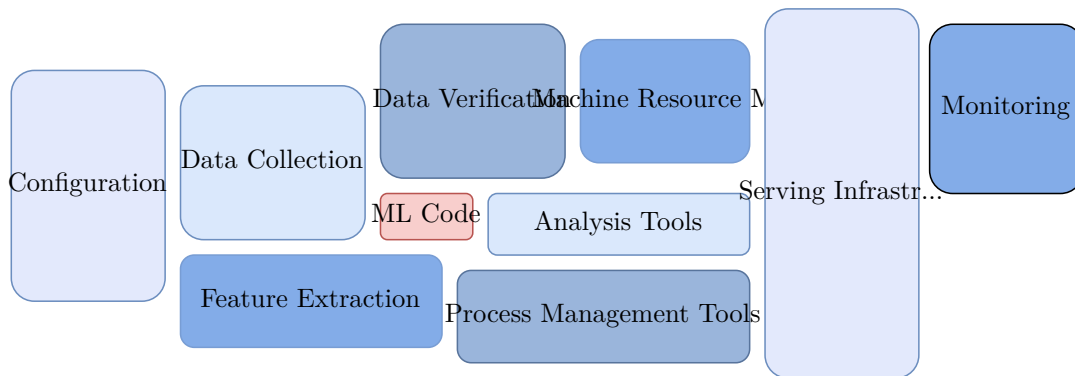 Configuration
Data Collection
Data Verification
Machine Resource M
Monitoring
ML Code
Analysis Tools
Serving Infrastr...
Feature Extraction
Process Management Tools